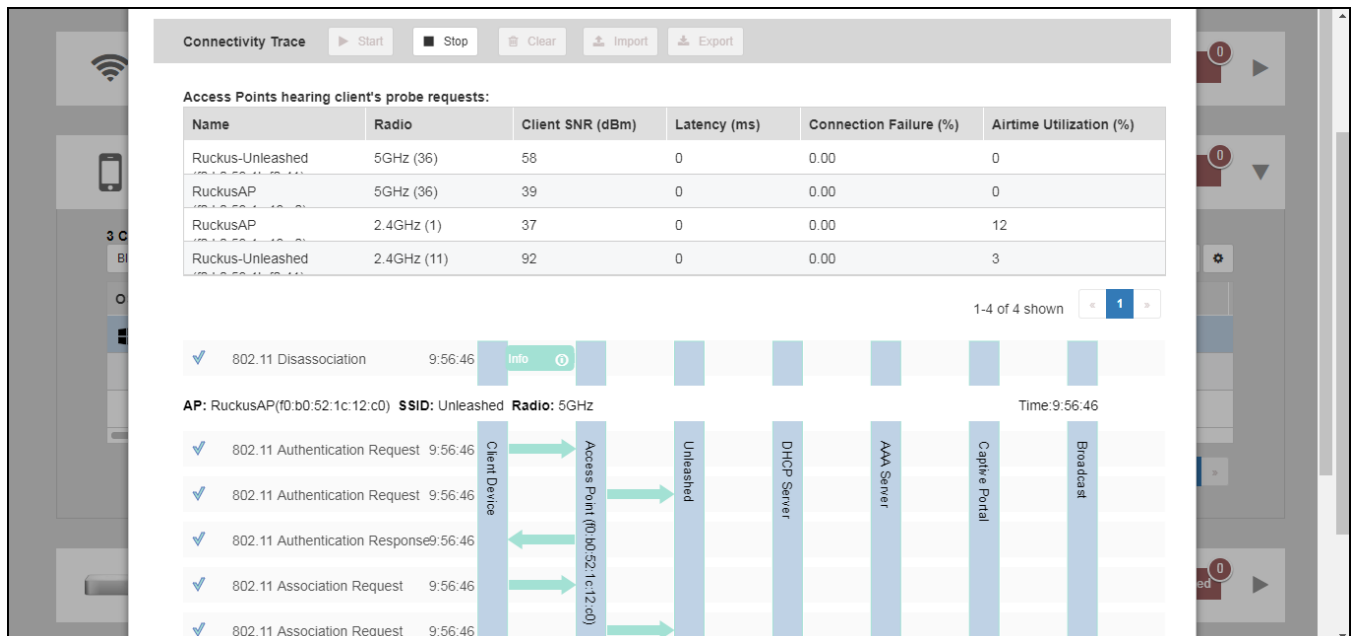 Connectivity Trace Start Stop Clear Import Export
0
Access Points hearing client's probe requests:
Name Radio Client SNR (dBm) Latency (ms) Connection Failure (%) Airtime Utilization (%)
Ruckus-Unleashed 5GHz (36) 58 0 0.00 0
0
RuckusAP 5GHz (36) 39 0 0.00 0
RuckusAP 2.4GHz (1) 37 0 0.00 12
3 C
Ruckus-Unleashed 2.4GHz (11) 92 0 0.00 3
Bl
O
1-4 of 4 shown « 1 »
802.11 Disassociation 9:56:46 Info
AP: RuckusAP(f0:b0:52:1c:12:c0) SSID: Unleashed Radio: 5GHz Time:9:56:46
Client Device
Access Point (f0:b0:52:1c:12:c0)
Unleashed
DHCP Server
AAA Server
Captive Portal
Broadcast
802.11 Authentication Request 9:56:46
802.11 Authentication Request 9:56:46
»
802.11 Authentication Response9:56:46
802.11 Association Request 9:56:46
0
ed
802.11 Association Request 9:56:46